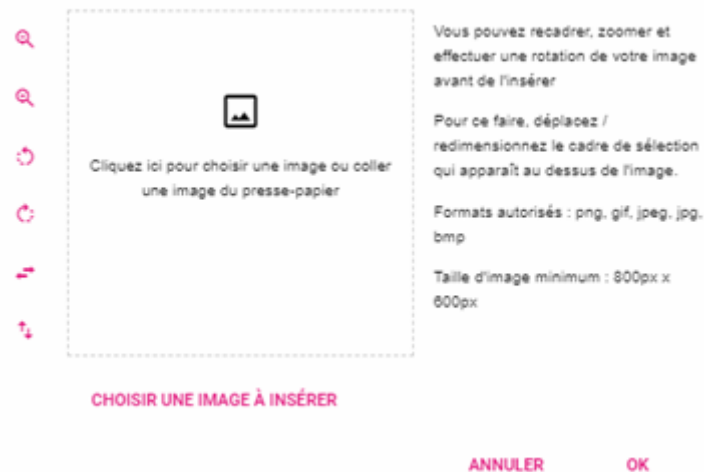 Vous pouvez recadrer, zoomer et
effectuer une rotation de votre image
avant de l'insérer
Pour ce faire, déplacez /
redimensionnez le cadre de sélection
qui apparaît au dessus de l'image.
Formats autorisés : png, gif, jpeg, jpg,
bmp
Taille d'image minimum : 800px x
600px
Cliquez ici pour choisir une image ou coller
une image du presse-papier
CHOISIR UNE IMAGE À INSÉRER
ANNULER OK